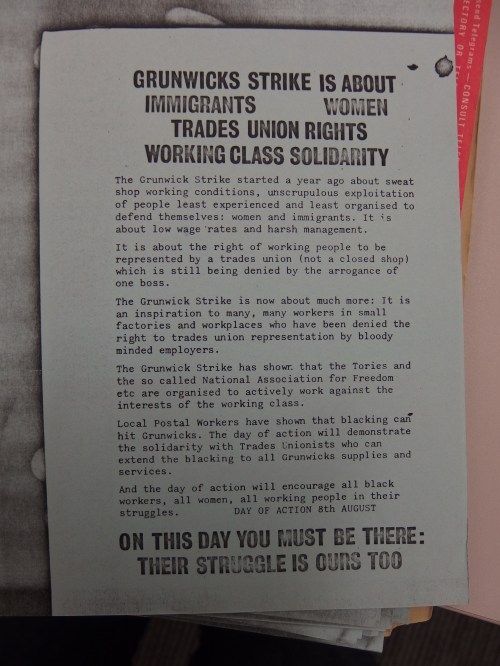 end Telegrams — CONSULT TELE
GRUNWICKS STRIKE IS ABOUT
IMMIGRANTS WOMEN
TRADES UNION RIGHTS
WORKING CLASS SOLIDARITY
The Grunwick Strike started a year ago about sweat
shop working conditions, unscrupulous exploitation
of people least experienced and least organised to
defend themselves: women and immigrants. It is
about low wage rates and harsh management.
It is about the right of working people to be
represented by a trades union (not a closed shop)
which is still being denied by the arrogance of
one boss.
The Grunwick Strike is now about much more: It is
an inspiration to many, many workers in small
factories and workplaces who have been denied the
right to trades union representation by bloody
minded employers.
The Grunwick Strike has shown that the Tories and
the so called National Association for Freedom
etc are organised to actively work against the
interests of the working class.
Local Postal Workers have shown that blacking can
hit Grunwicks. The day of action will demonstrate
the solidarity with Trades Unionists who can
extend the blacking to all Grunwicks supplies and
services.
And the day of action will encourage all black
workers, all women, all working people in their
struggles. DAY OF ACTION 8th AUGUST
ON THIS DAY YOU MUST BE THERE:
THEIR STRUGGLE IS OURS TOO